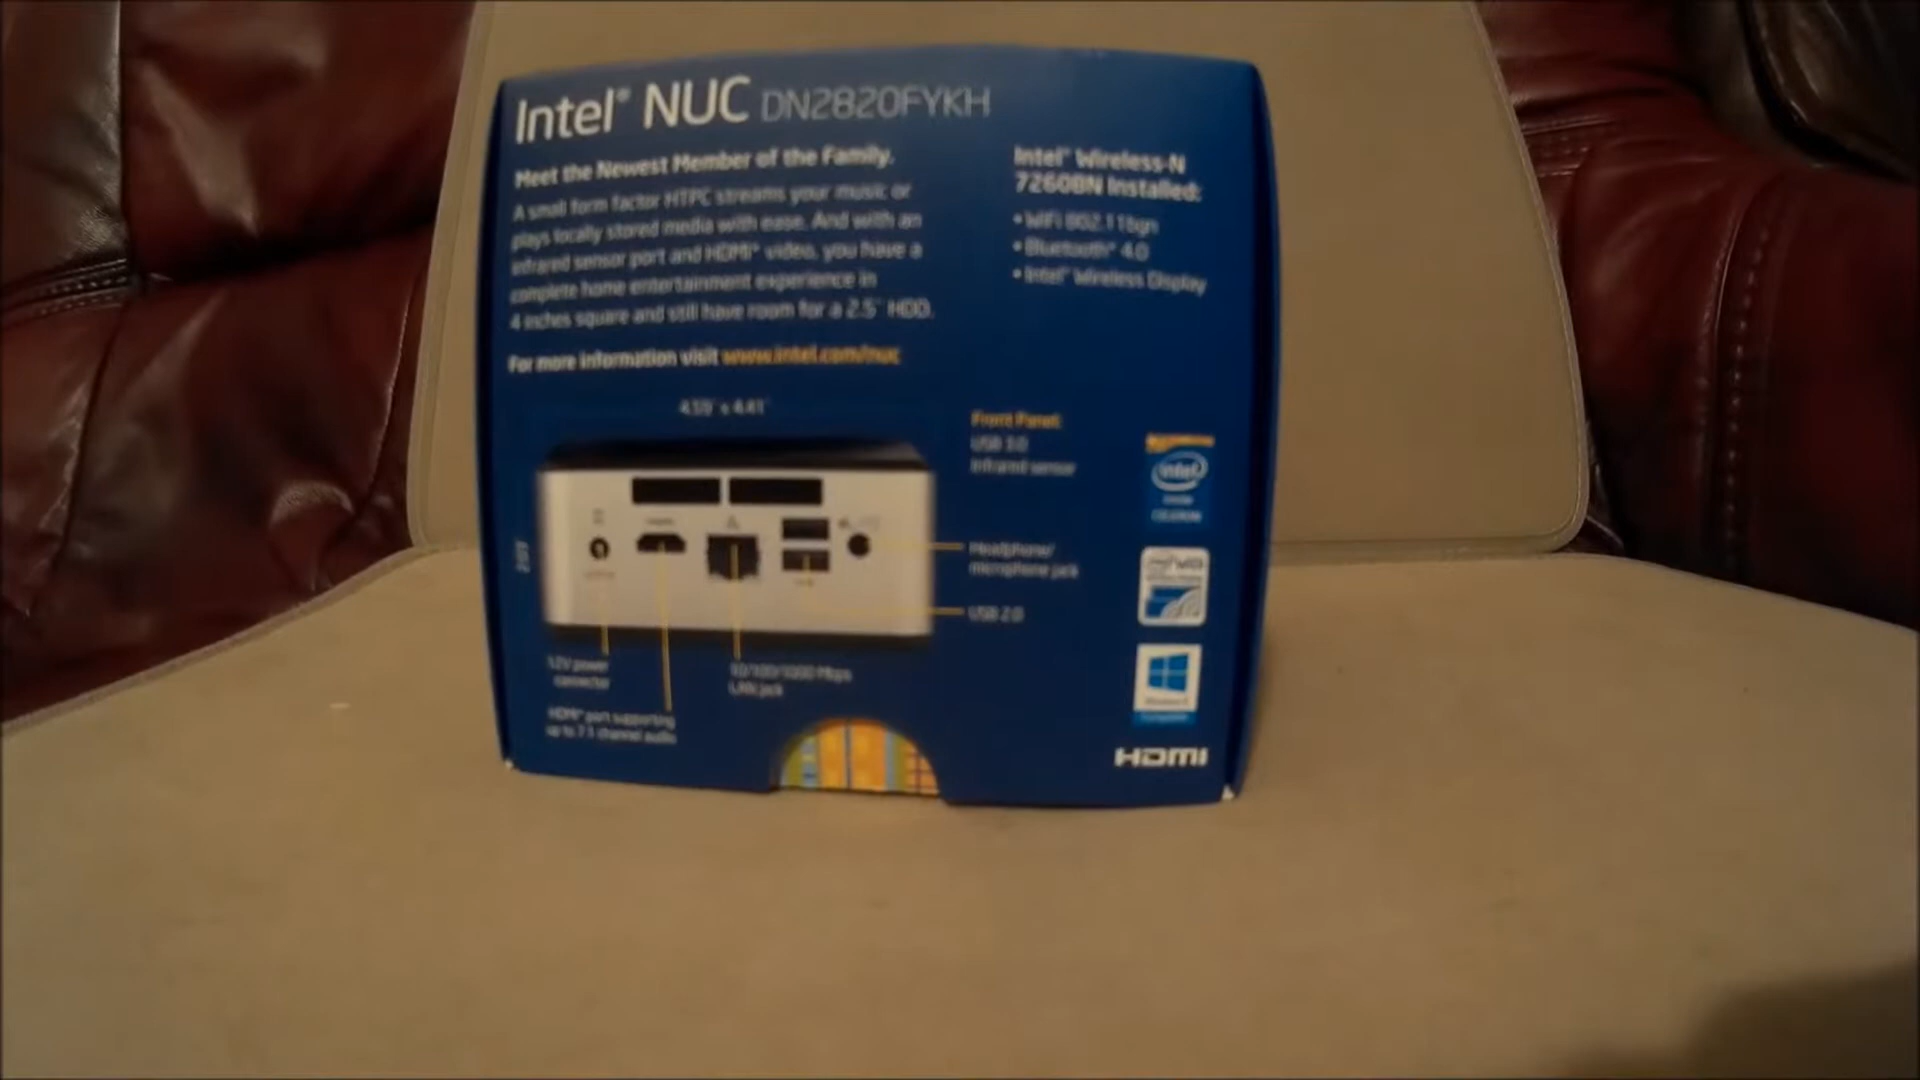 Intel® NUC DN2820FYKH
Meet the Newest Member of the Family.
A small form factor HTPC streams your music or
plays locally stored media with ease. And with an
infrared sensor port and HDMI* video, you have a
complete home entertainment experience in
4 inches square and still have room for a 2.5" HDD.
For more information visit www.intel.com/nuc
Intel® Wireless-N
7260BN Installed:
• WiFi 802.11bgn
• Bluetooth® 4.0
• Intel® Wireless Display
Front Panel:
USB 3.0
Infrared sensor
Headphone/
microphone jack
USB 2.0
12V power
connector
10/100/1000 Mbps
LAN jack
HDMI* port supporting
up to 7.1 channel audio
intel
HDMI